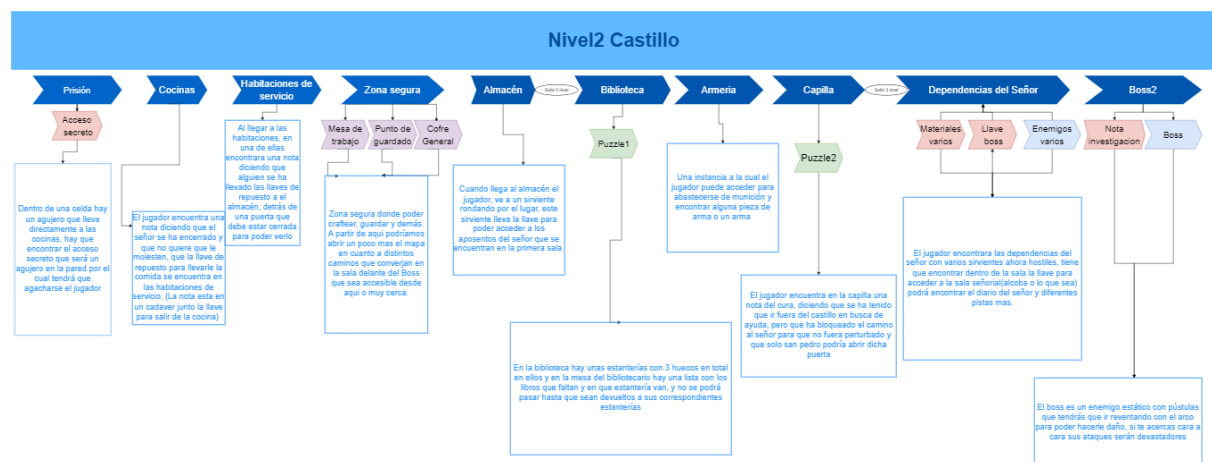 Nivel2 Castillo
Prisión
Cocinas
Habitaciones de
servicio
Zona segura
Almacén
Subir 2 nivel
Biblioteca
Armeria
Capilla
Subir 3 nivel
Dependencias del Señor
Boss2
Acceso
secreto
Mesa de
trabajo
Punto de
guardado
Cofre
General
Puzzle1
Puzzle2
Materiales
varios
Llave
boss
Enemigos
varios
Nota
investigacion
Boss
Dentro de una celda hay
un agujero que lleva
directamente a las
cocinas, hay que
encontrar el acceso
secreto que será un
agujero en la pared por el
cual tendrá que
agacharse el jugador
El jugador encuentra una
nota diciendo que el
señor se ha encerrado y
que no quiere que le
molesten, que la llave de
repuesto para llevarle la
comida se encuentra en
las habitaciones de
servicio. (La nota esta en
un cadaver junto la llave
para salir de la cocina)
Al llegar a las
habitaciones, en
una de ellas
encontrara una nota
diciendo que
alguien se ha
llevado las llaves de
repuesto al
almacén, detrás de
una puerta que
debe estar cerrada
para poder verlo
Zona segura donde poder
craftear, guardar y demás.
A partir de aqui podríamos
abrir un poco mas el mapa
en cuanto a distintos
caminos que converjan en
la sala delante del Boss
que sea accesible desde
aqui o muy cerca.
Cuando llega al almacén el
jugador, ve a un sirviente
rondando por el lugar, este
sirviente lleva la llave para
poder acceder a los
aposentos del señor que se
encuentran en la primera sala.
En la biblioteca hay unas estanterías con 3 huecos en total
en ellos y en la mesa del bibliotecario hay una lista con los
libros que faltan y en que estantería van, y no se podrá
pasar hasta que sean devueltos a sus correspondientes
estanterías
Una instancia a la cual el
jugador puede acceder para
abastecerse de munición y
encontrar alguna pieza de
arma o un arma
El jugador encuentra en la capilla una
nota del cura, diciendo que se ha tenido
que ir fuera del castillo en busca de
ayuda, pero que ha bloqueado el camino
al señor para que no fuera perturbado y
que solo san pedro podría abrir dicha
puerta
El jugador encontrara las dependencias del
señor con varios sirvientes ahora hostiles, tiene
que encontrar dentro de la sala la llave para
acceder a la sala señorial(alcoba o lo que sea)
podrá encontrar el diario del señor y diferentes
pistas mas.
El boss es un enemigo estático con pústulas
que tendrás que ir reventando con el arco
para poder hacerle daño, si te acercas cara a
cara sus ataques serán devastadores